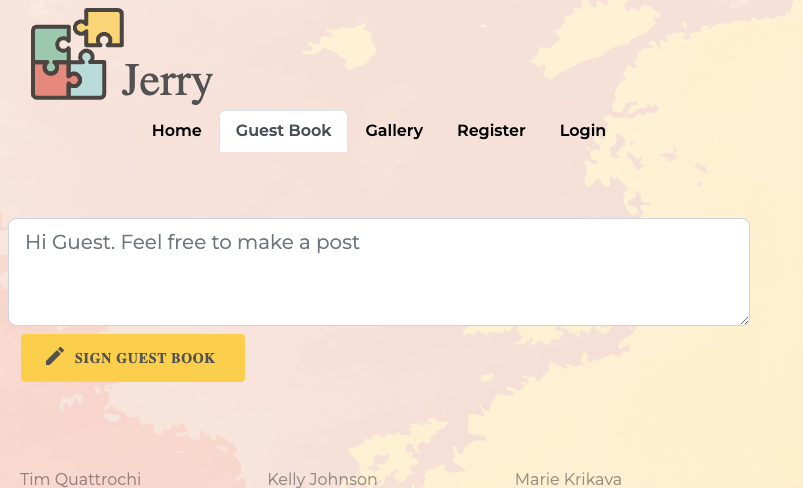 Jerry
Home Guest Book Gallery Register Login
Hi Guest. Feel free to make a post
SIGN GUEST BOOK
Tim Quattrochi Kelly Johnson Marie Krikava